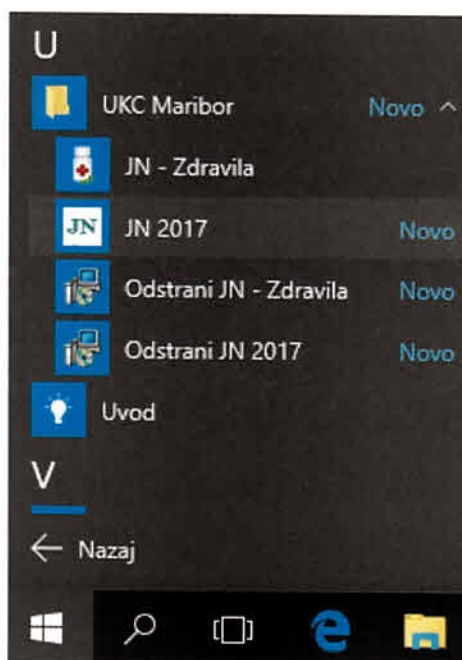 U
UKC Maribor Novo
JN - Zdravila
JN JN 2017 Novo
Odstrani JN - Zdravila Novo
Odstrani JN 2017 Novo
Uvod
V
Nazaj